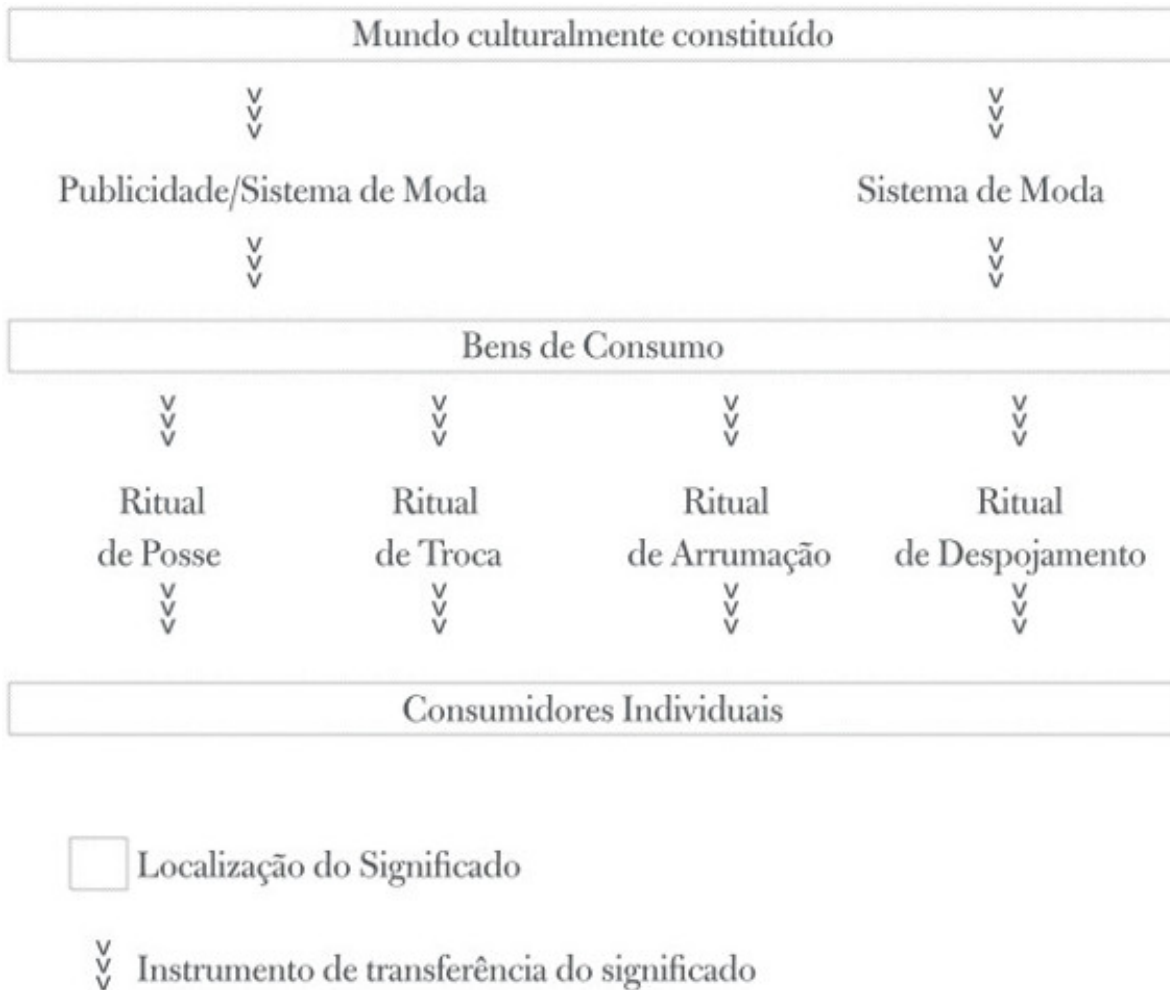 Mundo culturalmente constituído
Publicidade/Sistema de Moda
Sistema de Moda
Bens de Consumo
Ritual
de Posse
Ritual
de Troca
Ritual
de Arrumação
Ritual
de Despojamento
Consumidores Individuais
Localização do Significado
Instrumento de transferência do significado